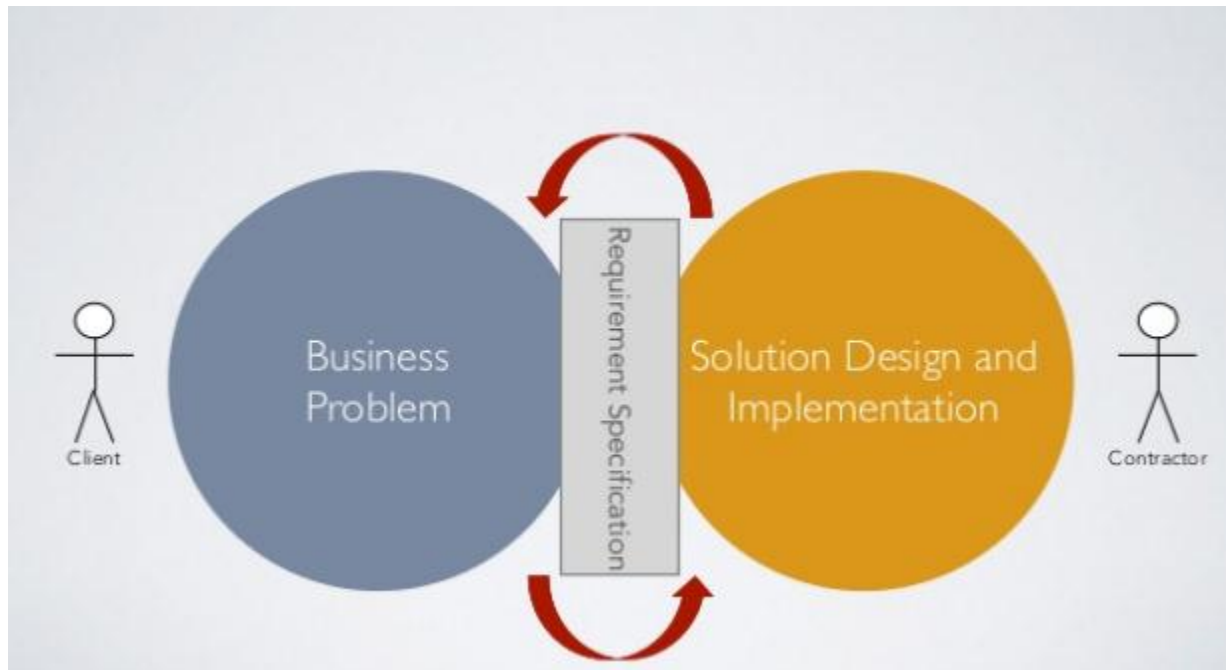 Business
Problem
Client
Requirement Specification
Solution Design and
Implementation
Contractor